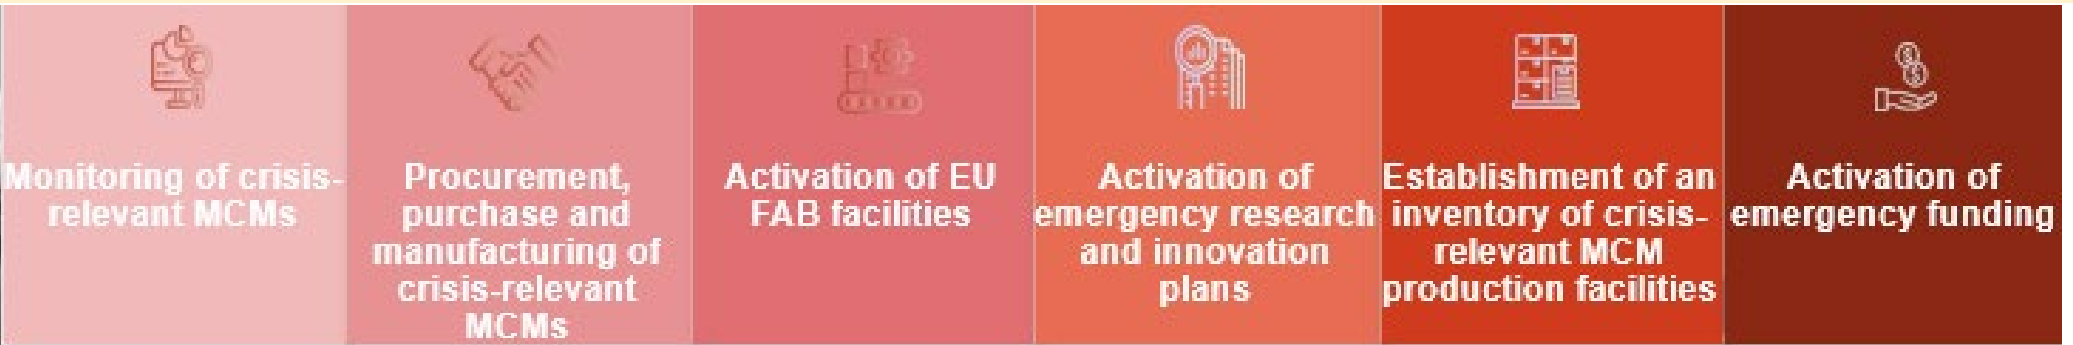 Monitoring of crisis-
relevant MCMs
Procurement,
purchase and
manufacturing of
crisis-relevant
MCMs
Activation of EU
FAB facilities
Activation of
emergency research
and innovation
plans
Establishment of an
inventory of crisis-
relevant MCM
production facilities
Activation of
emergency funding